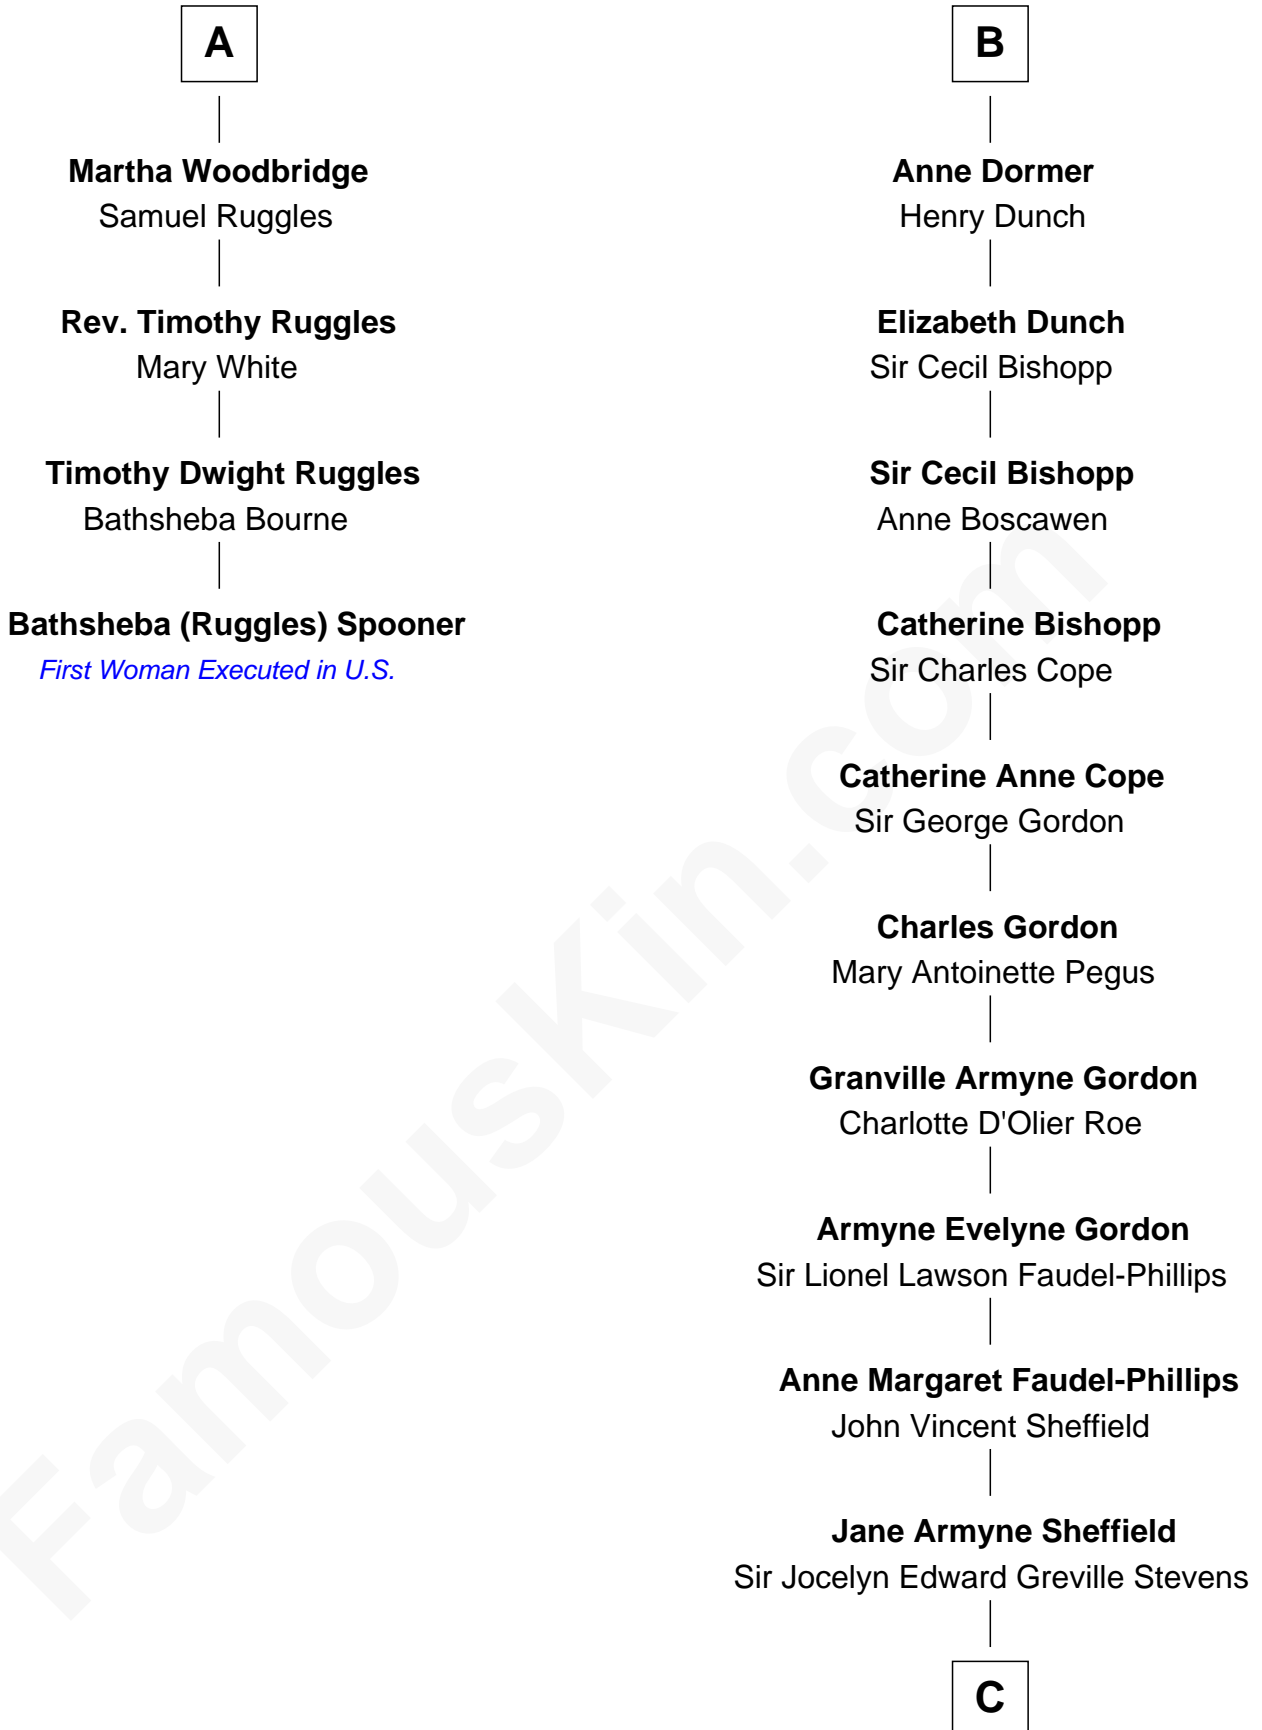 A
Martha Woodbridge
Samuel Ruggles
Rev. Timothy Ruggles
Mary White
Timothy Dwight Ruggles
Bathsheba Bourne
Bathsheba (Ruggles) Spooner
First Woman Executed in U.S.
B
Anne Dormer
Henry Dunch
Elizabeth Dunch
Sir Cecil Bishopp
Sir Cecil Bishopp
Anne Boscawen
Catherine Bishopp
Sir Charles Cope
Catherine Anne Cope
Sir George Gordon
Charles Gordon
Mary Antoinette Pegus
Granville Armyne Gordon
Charlotte D'Olier Roe
Armyne Evelyne Gordon
Sir Lionel Lawson Faudel-Phillips
Anne Margaret Faudel-Phillips
John Vincent Sheffield
Jane Armyne Sheffield
Sir Jocelyn Edward Greville Stevens
C
FamousKin.com